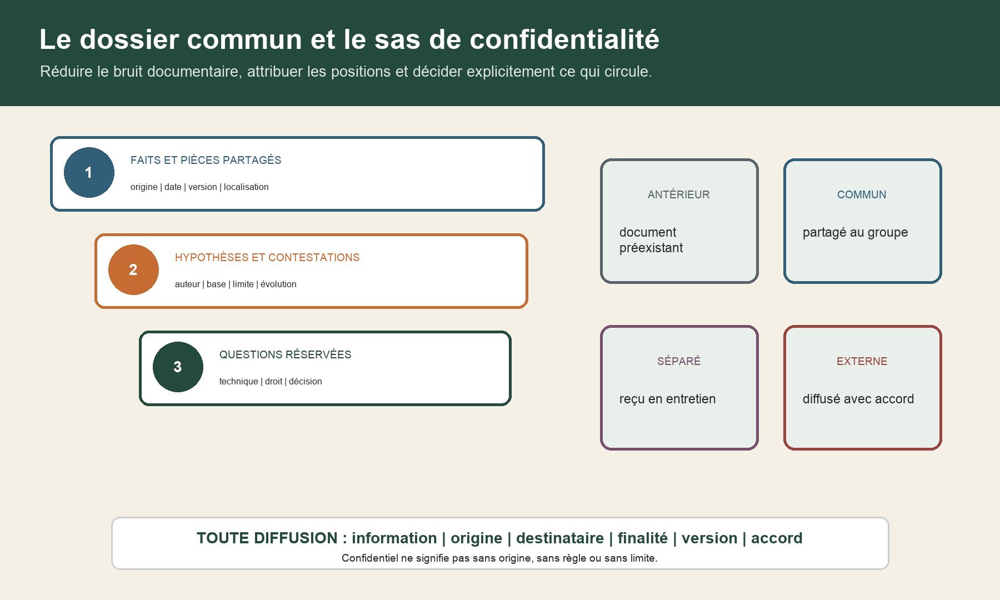 Le dossier commun et le sas de confidentialité
Réduire le bruit documentaire, attribuer les positions et décider explicitement ce qui circule.
1
FAITS ET PIÈCES PARTAGÉS
origine | date | version | localisation
2
HYPOTHÈSES ET CONTESTATIONS
auteur | base | limite | évolution
3
QUESTIONS RÉSERVÉES
technique | droit | décision
ANTÉRIEUR
document
préexistant
COMMUN
partagé au groupe
SÉPARÉ
reçu en entretien
EXTERNE
diffusé avec accord
TOUTE DIFFUSION : information | origine | destinataire | finalité | version | accord
Confidentiel ne signifie pas sans origine, sans règle ou sans limite.